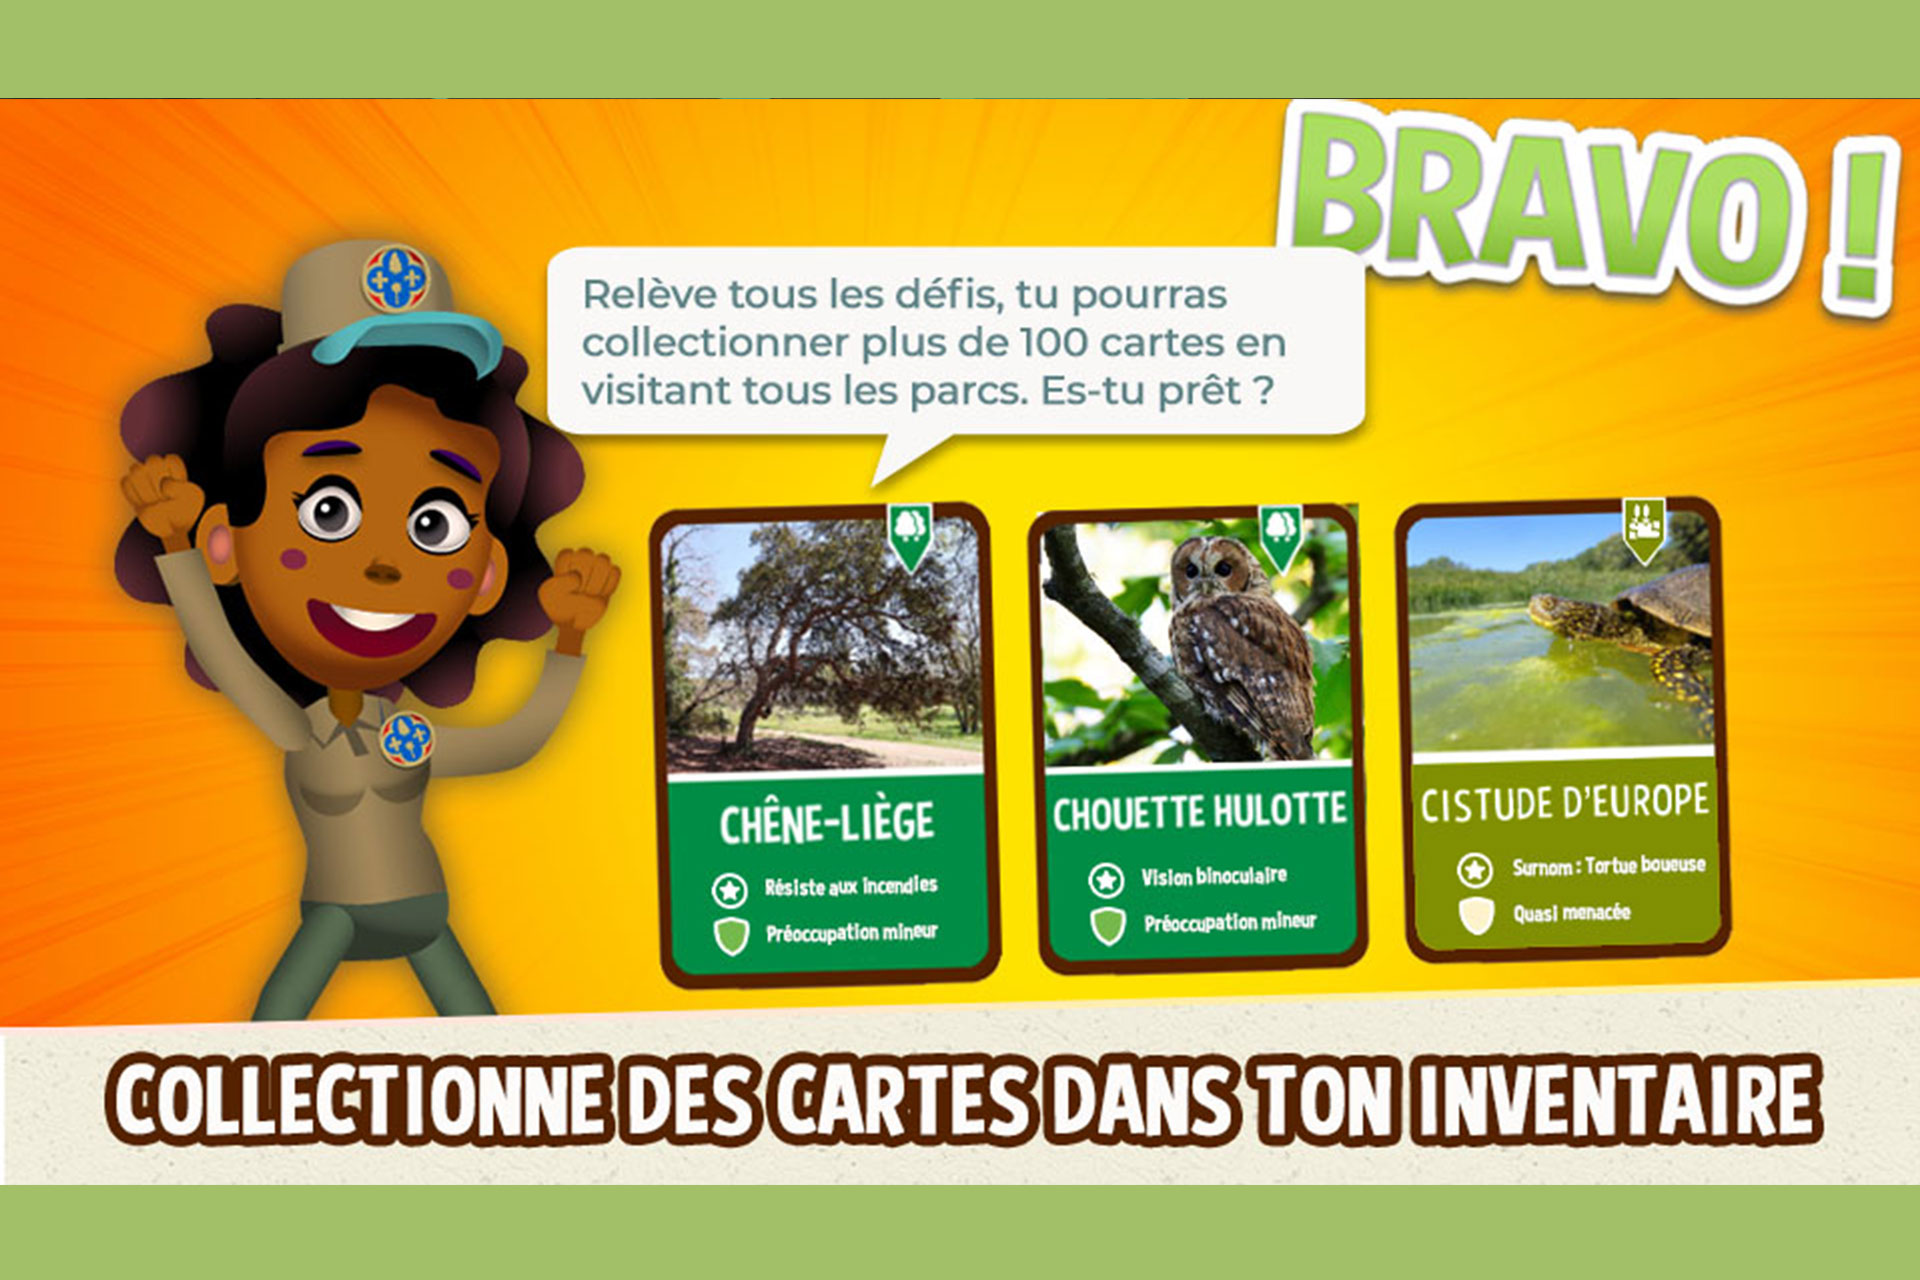 BRAVO !
Relève tous les défis, tu pourras
collectionner plus de 100 cartes en
visitant tous les parcs. Es-tu prêt ?
CHÊNE-LIÈGE
Résiste aux incendies
Préoccupation mineur
CHOUETTE HULOTTE
Vision binoculaire
Préoccupation mineur
CISTUDE D'EUROPE
Surnom : Tortue boueuse
Quasi menacée
COLLECTIONNE DES CARTES DANS TON INVENTAIRE